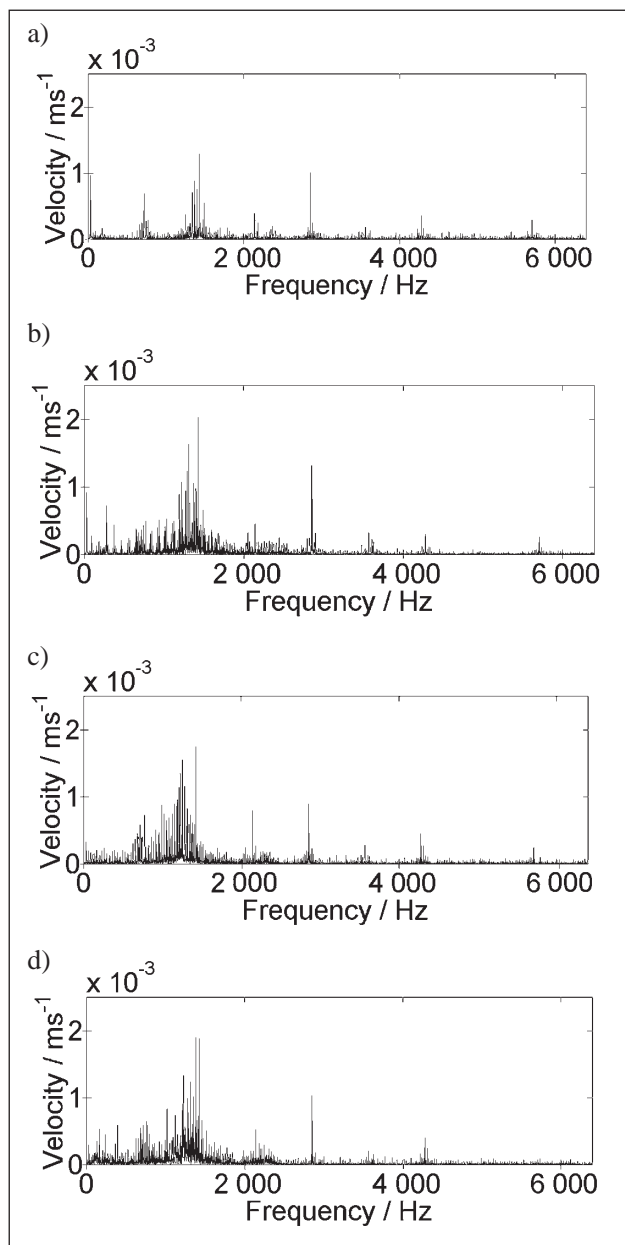 a)
x 10⁻³
Velocity / ms⁻¹
2
1
0
0 2 000 4 000 6 000
Frequency / Hz
b)
x 10⁻³
Velocity / ms⁻¹
2
1
0
0 2 000 4 000 6 000
Frequency / Hz
c)
x 10⁻³
Velocity / ms⁻¹
2
1
0
0 2 000 4 000 6 000
Frequency / Hz
d)
x 10⁻³
Velocity / ms⁻¹
2
1
0
0 2 000 4 000 6 000
Frequency / Hz